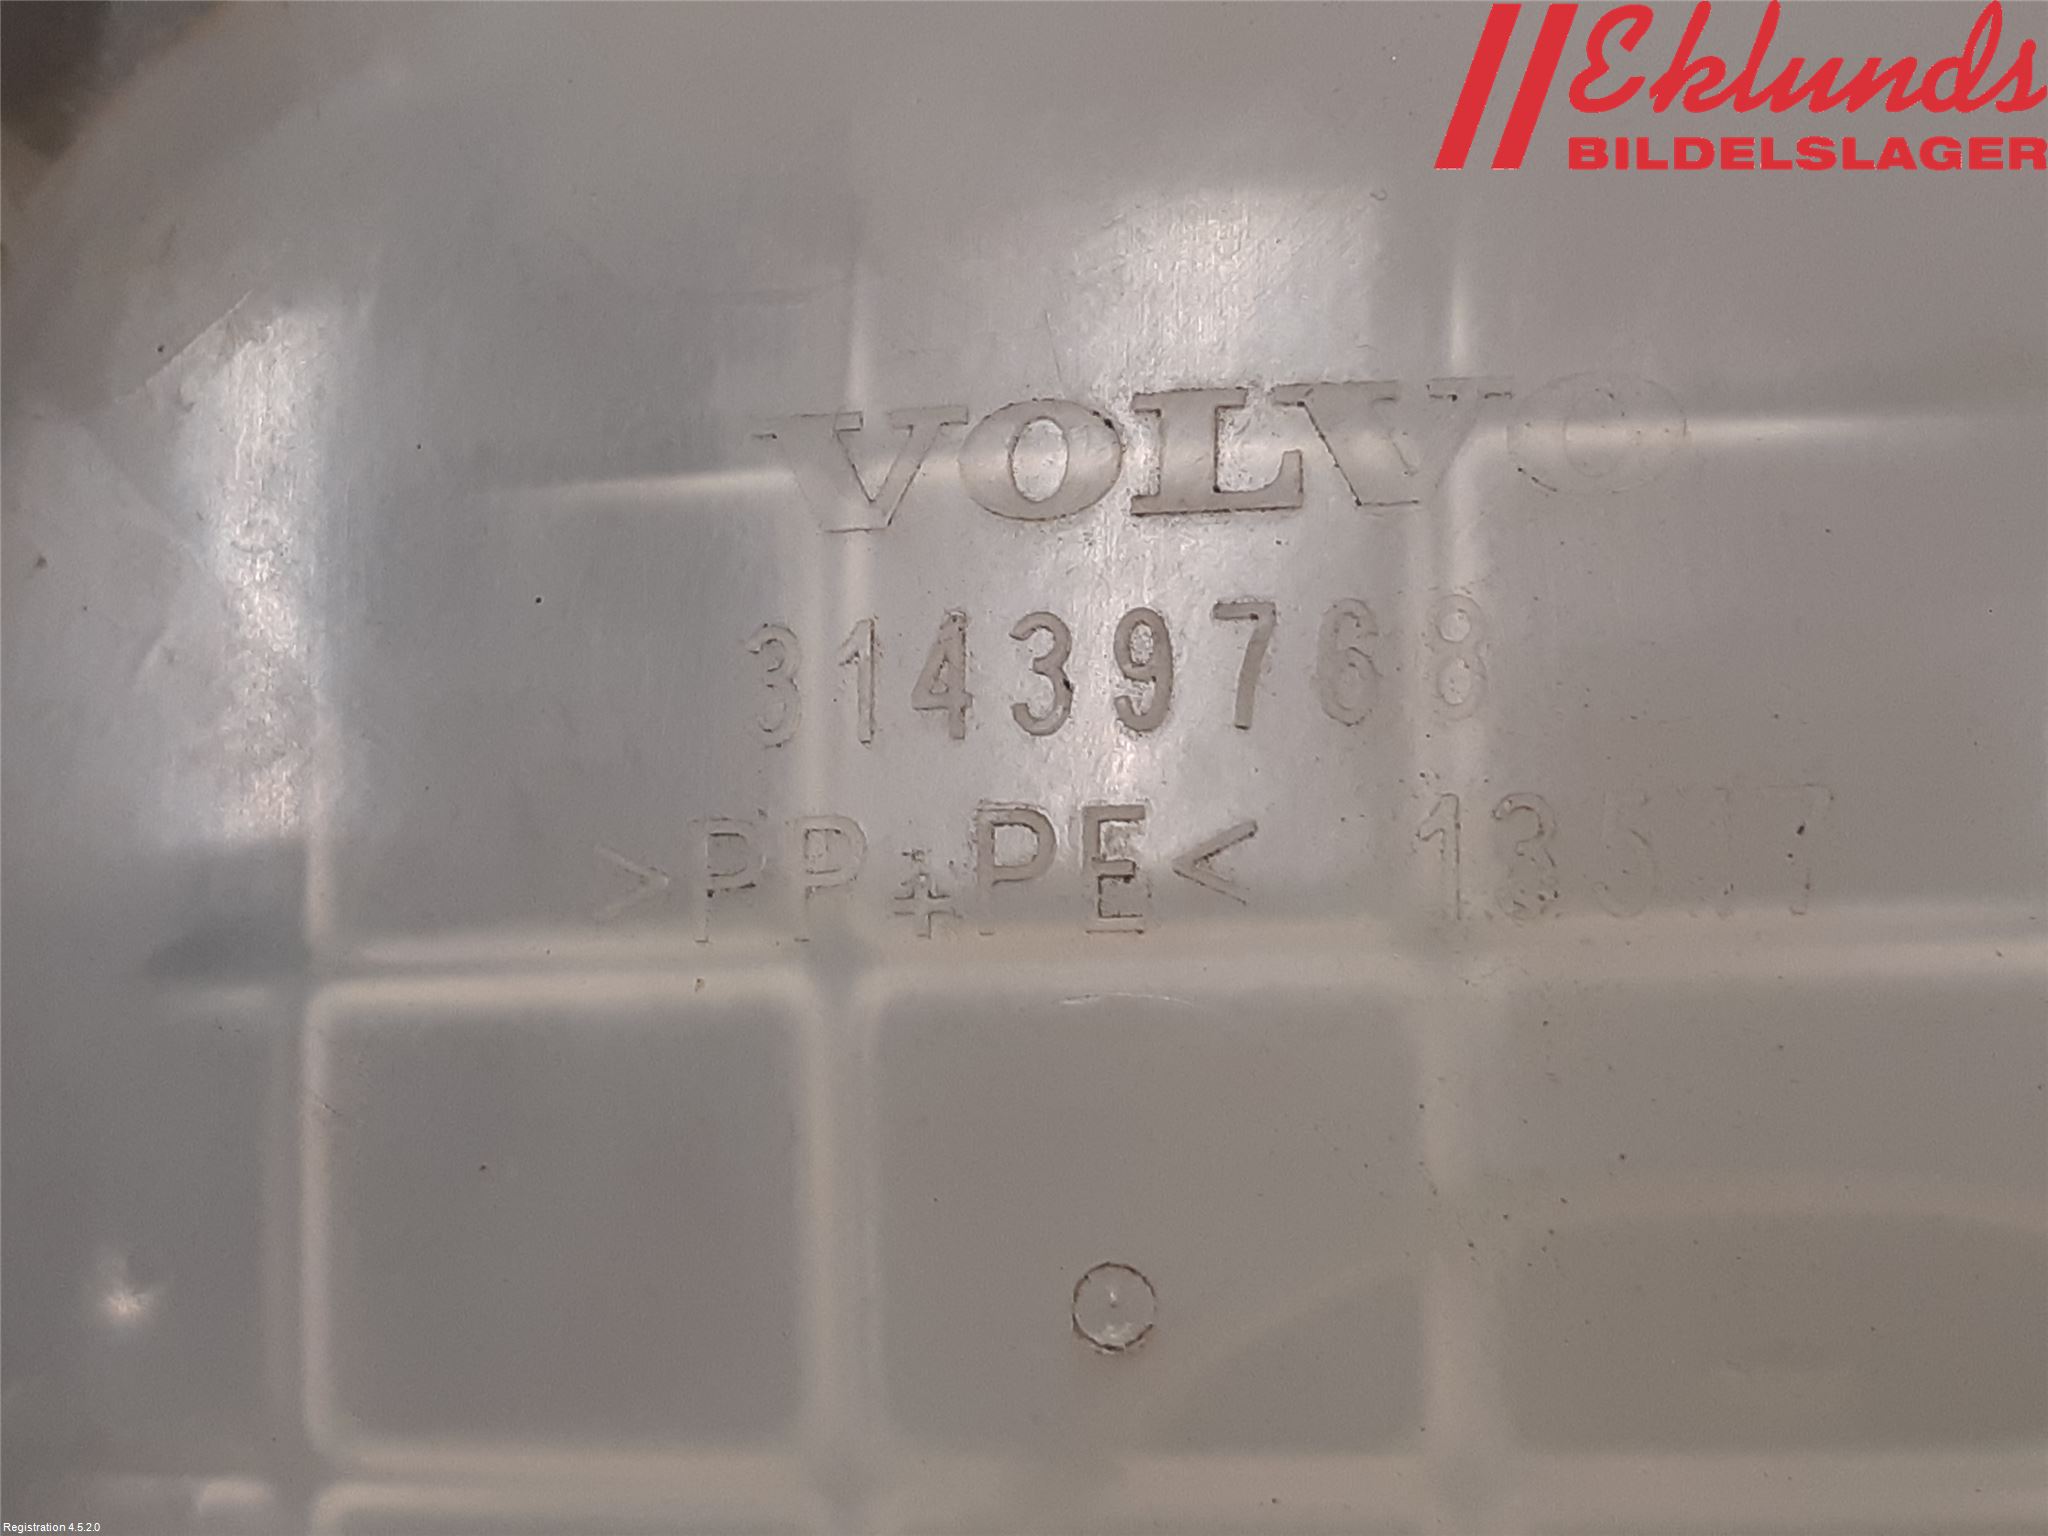 Eklunds
BILDELSLAGER
VOLVO
31439768
>PP+PE<
Registration 4.5.2.0